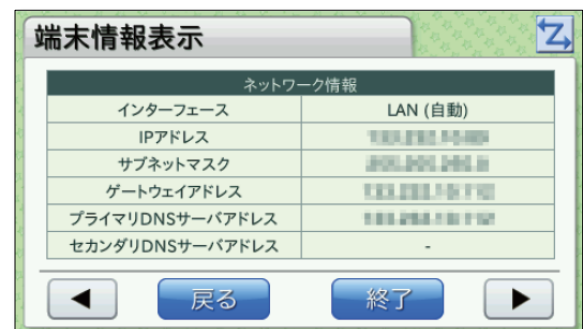 端末情報表示
ネットワーク情報
インターフェース LAN (自動)
IPアドレス
サブネットマスク
ゲートウェイアドレス
プライマリDNSサーバアドレス
セカンダリDNSサーバアドレス -
戻る 終了